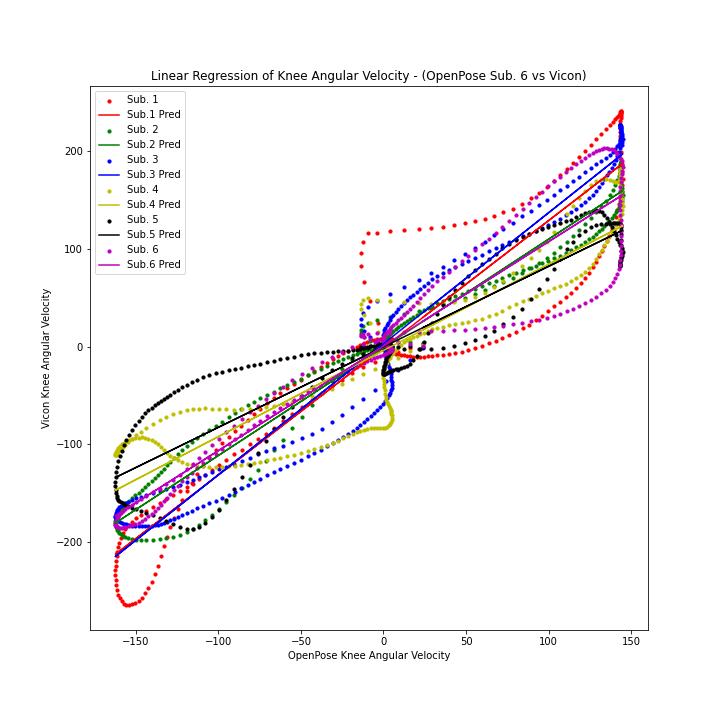 Linear Regression of Knee Angular Velocity - (OpenPose Sub. 6 vs Vicon)
Sub. 1
Sub.1 Pred
Sub. 2
Sub.2 Pred
Sub. 3
Sub.3 Pred
Sub. 4
Sub.4 Pred
Sub. 5
Sub.5 Pred
Sub. 6
Sub.6 Pred
200
100
0
−100
−200
Vicon Knee Angular Velocity
−150 −100 −50 0 50 100 150
OpenPose Knee Angular Velocity